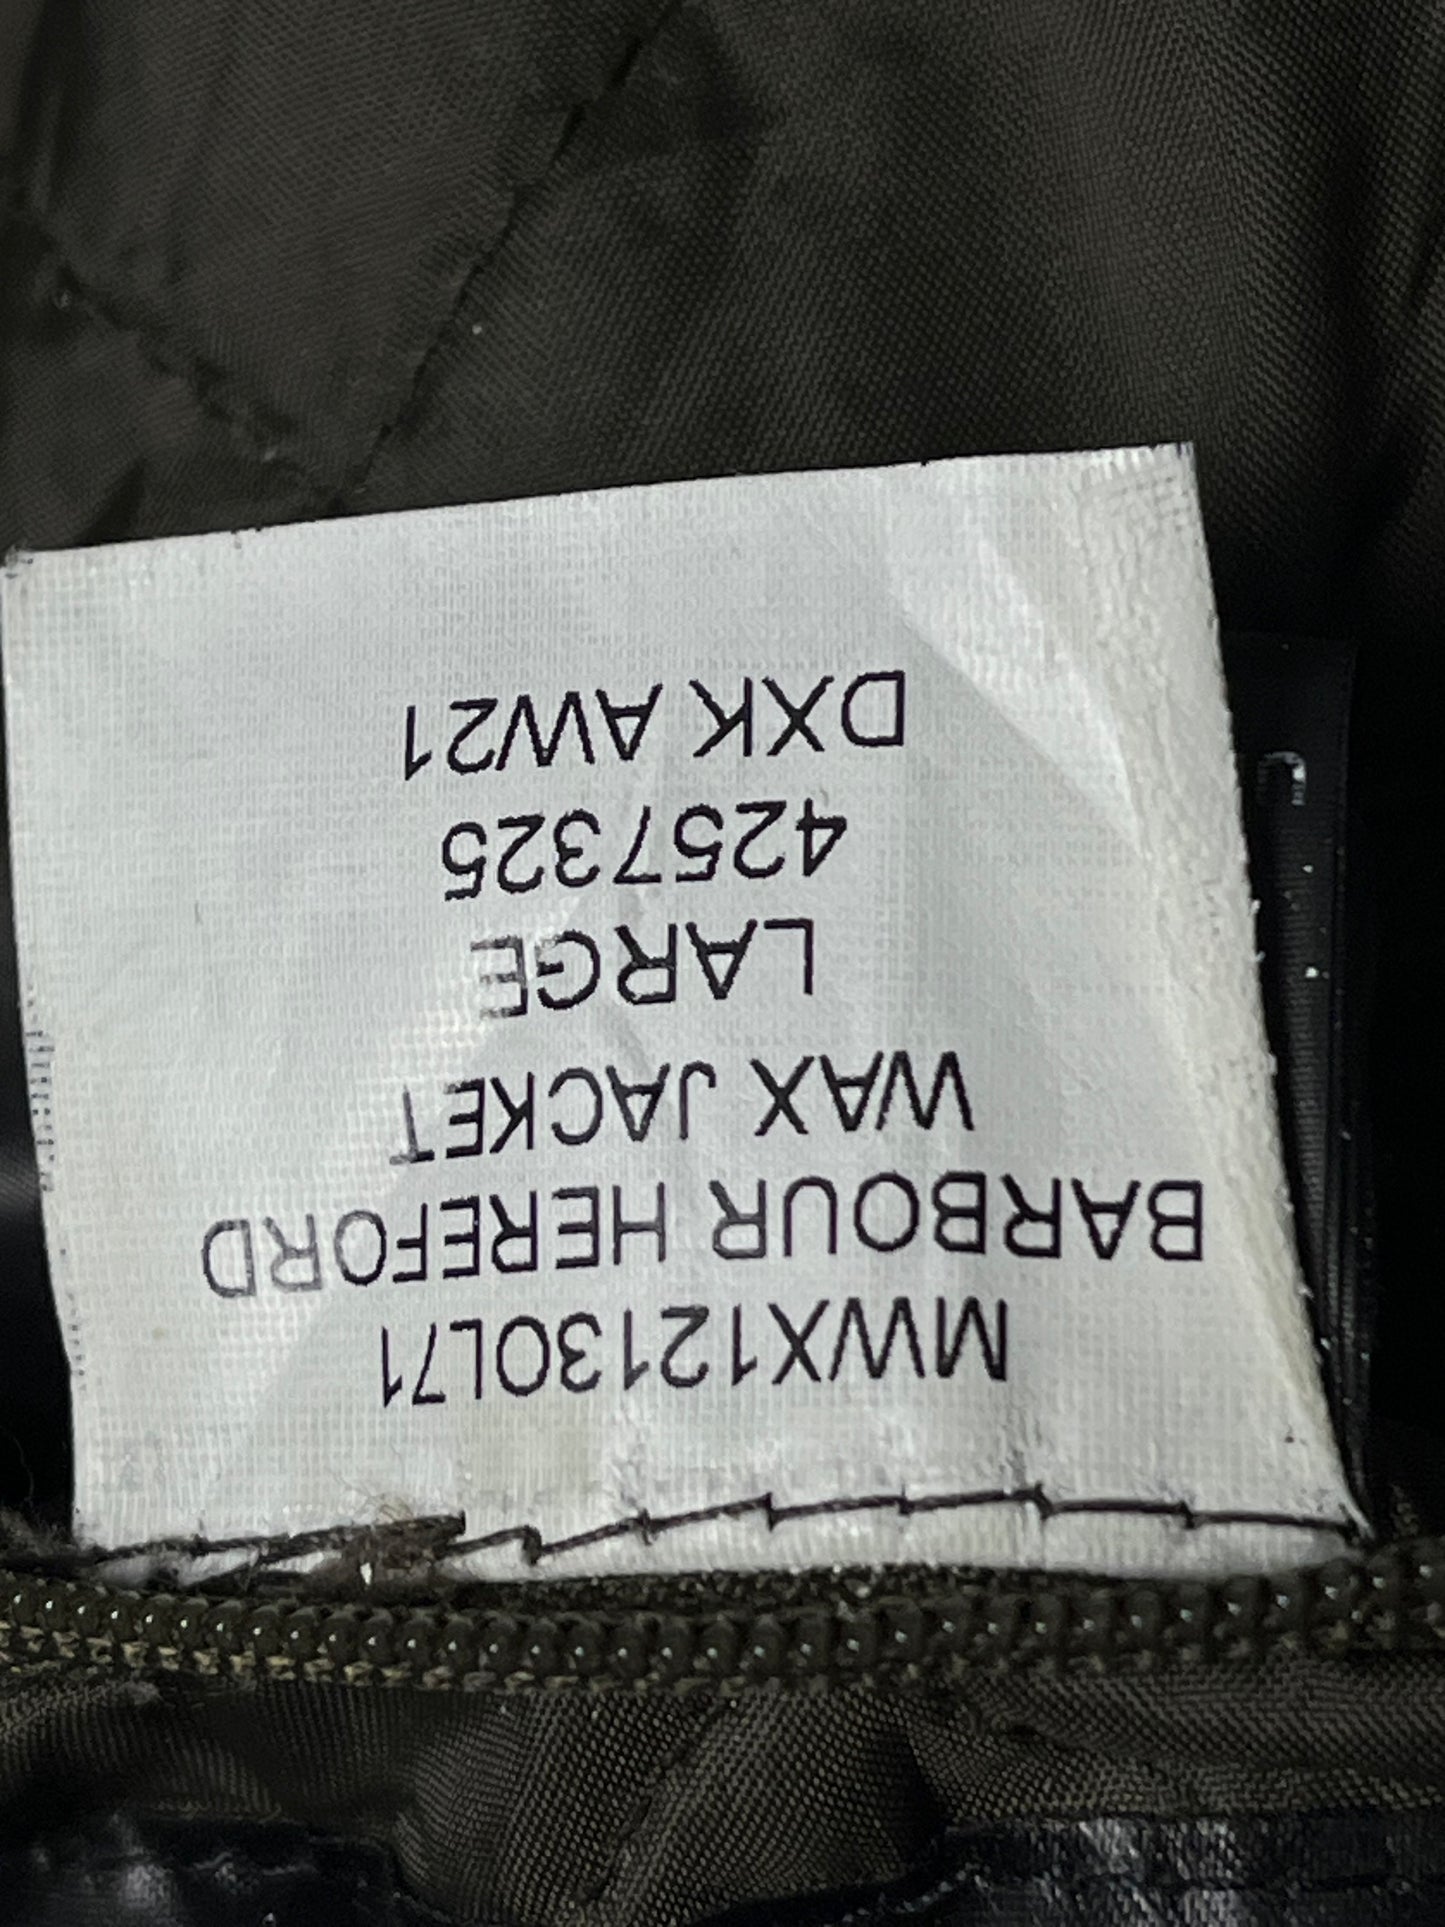 MWX1213OL71
BARBOUR HEREFORD
WAX JACKET
LARGE
4257325
DXK AW21